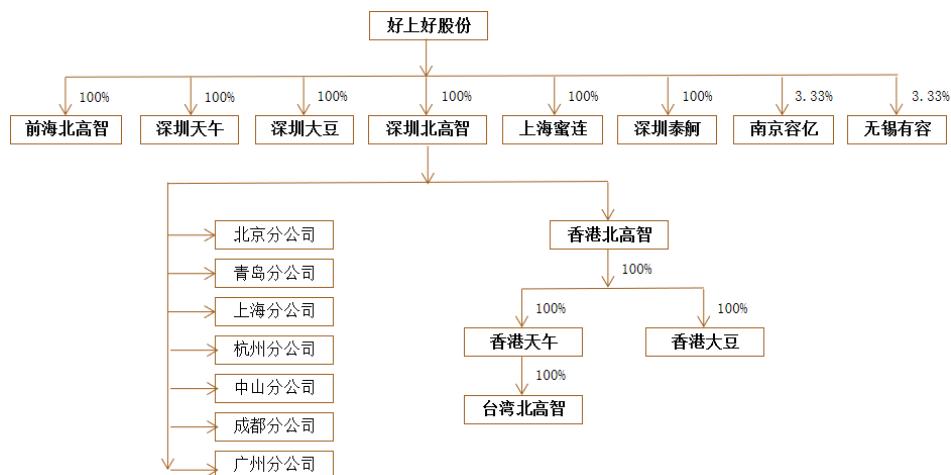 好上好股份
100% 100% 100% 100% 100% 100% 3.33% 3.33%
前海北高智 深圳天午 深圳大豆 深圳北高智 上海蜜连 深圳泰舸 南京容亿 无锡有容
北京分公司 香港北高智
100%
青岛分公司
100% 100%
上海分公司
香港天午 香港大豆
杭州分公司
100%
中山分公司
台湾北高智
成都分公司
广州分公司